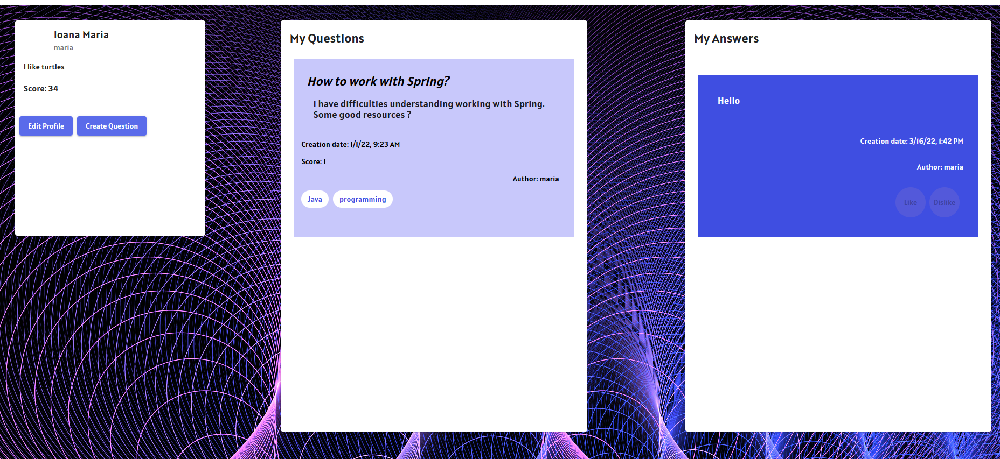 Ioana Maria
maria
I like turtles
Score: 34
Edit Profile
Create Question
My Questions
How to work with Spring?
I have difficulties understanding working with Spring.
Some good resources ?
Creation date: 1/1/22, 9:23 AM
Score: 1
Author: maria
Java
programming
My Answers
Hello
Creation date: 3/16/22, 1:42 PM
Author: maria
Like
Dislike